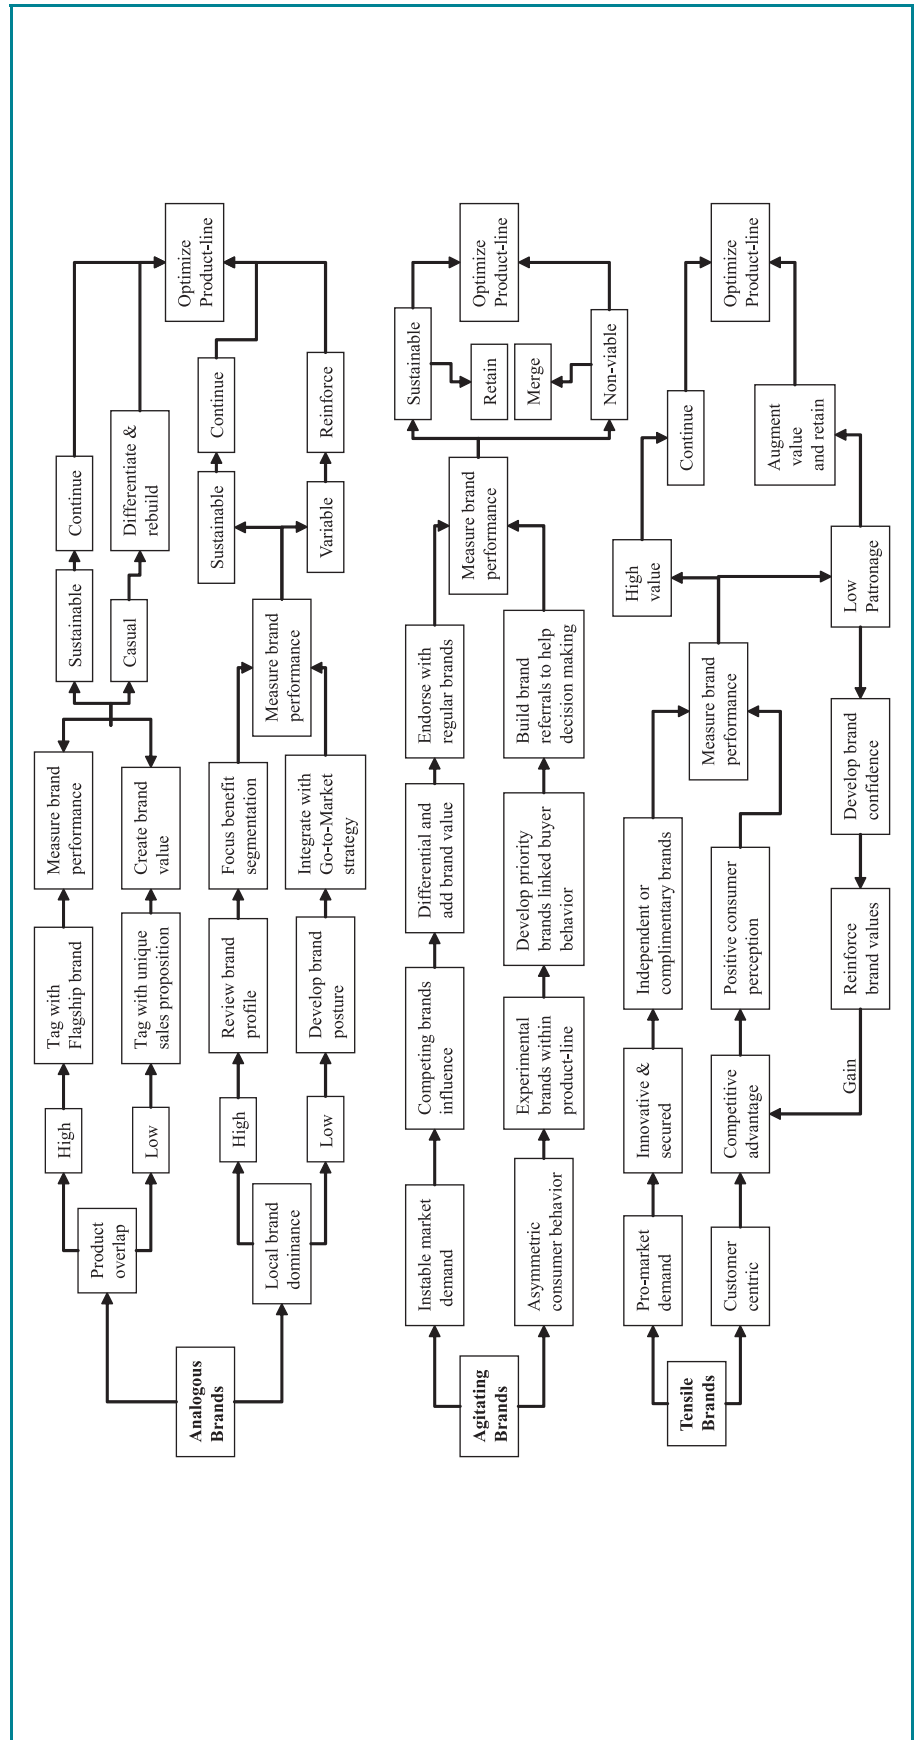 Analogous
Brands
Product
overlap
High
Tag with
Flagship brand
Measure brand
performance
Sustainable
Continue
Low
Tag with unique
sales proposition
Create brand
value
Casual
Differentiate &
rebuild
Optimize
Product-line
Local brand
dominance
High
Review brand
profile
Focus benefit
segmentation
Low
Develop brand
posture
Integrate with
Go-to-Market
strategy
Measure brand
performance
Sustainable
Continue
Variable
Reinforce
Agitating
Brands
Instable market
demand
Competing brands
influence
Differential and
add brand value
Endorse with
regular brands
Asymmetric
consumer behavior
Experimental
brands within
product-line
Develop priority
brands linked buyer
behavior
Build brand
referrals to help
decision making
Measure brand
performance
Sustainable
Retain
Merge
Non-viable
Optimize
Product-line
Tensile
Brands
Pro-market
demand
Innovative &
secured
Independent or
complimentary brands
Customer
centric
Competitive
advantage
Positive consumer
perception
Measure brand
performance
High
value
Continue
Low
Patronage
Augment
value
and retain
Optimize
Product-line
Develop brand
confidence
Reinforce
brand values
Gain